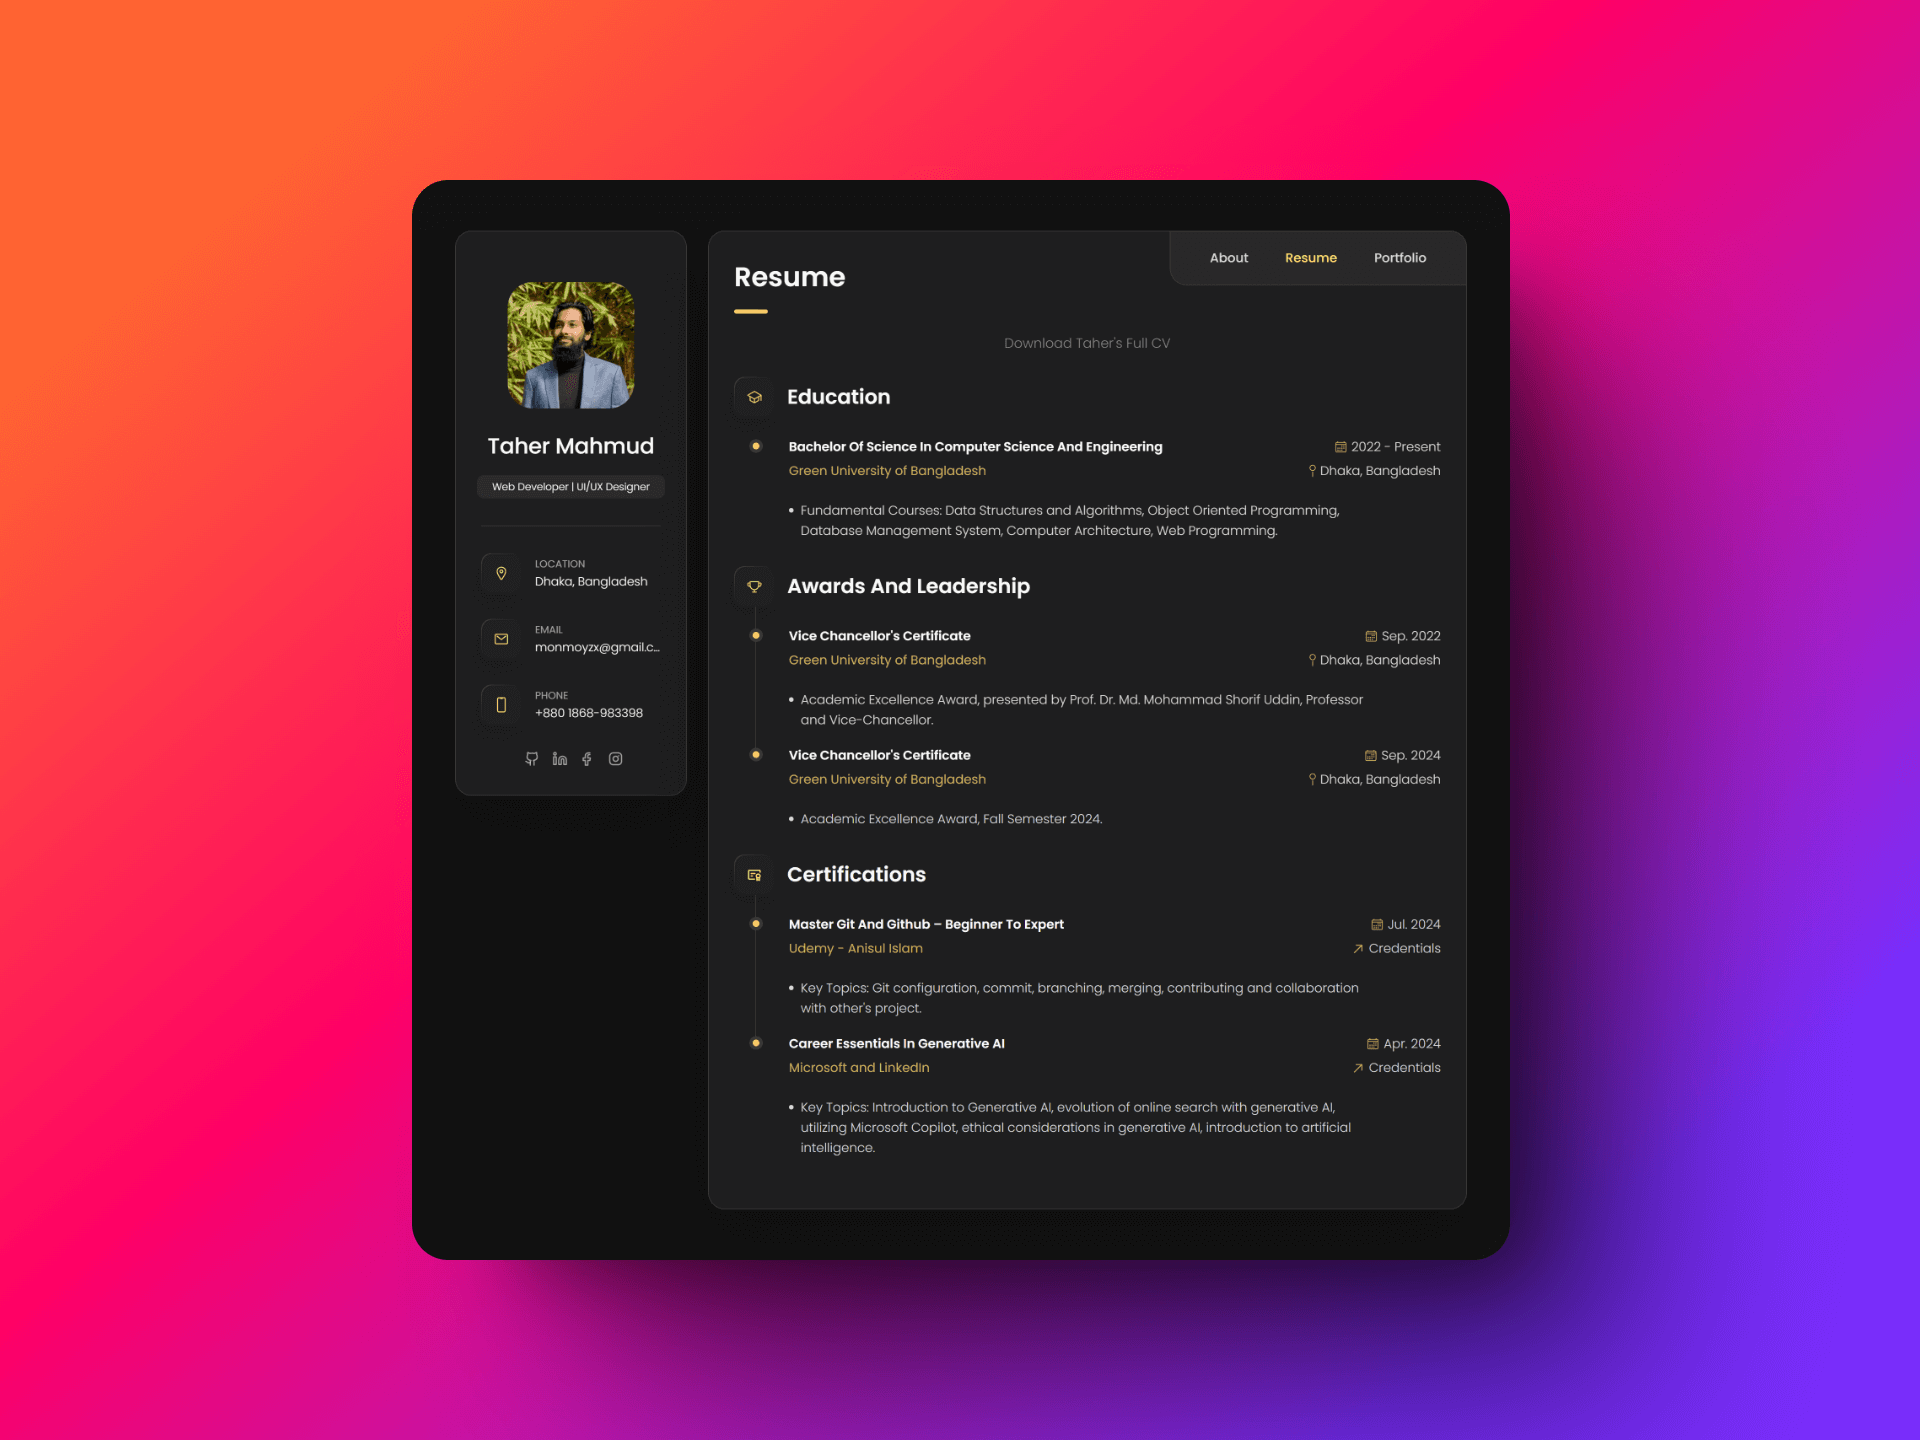 Taher Mahmud
Web Developer | UI/UX Designer
LOCATION
Dhaka, Bangladesh
EMAIL
monmoyzx@gmail.c...
PHONE
+880 1868-983398
About Resume Portfolio
Resume
Download Taher's Full CV
Education
Bachelor Of Science In Computer Science And Engineering 2022 - Present
Green University of Bangladesh Dhaka, Bangladesh
• Fundamental Courses: Data Structures and Algorithms, Object Oriented Programming,
Database Management System, Computer Architecture, Web Programming.
Awards And Leadership
Vice Chancellor's Certificate Sep. 2022
Green University of Bangladesh Dhaka, Bangladesh
• Academic Excellence Award, presented by Prof. Dr. Md. Mohammad Shorif Uddin, Professor
and Vice-Chancellor.
Vice Chancellor's Certificate Sep. 2024
Green University of Bangladesh Dhaka, Bangladesh
• Academic Excellence Award, Fall Semester 2024.
Certifications
Master Git And Github – Beginner To Expert Jul. 2024
Udemy - Anisul Islam Credentials
• Key Topics: Git configuration, commit, branching, merging, contributing and collaboration
with other's project.
Career Essentials In Generative AI Apr. 2024
Microsoft and LinkedIn Credentials
• Key Topics: Introduction to Generative AI, evolution of online search with generative AI,
utilizing Microsoft Copilot, ethical considerations in generative AI, introduction to artificial
intelligence.